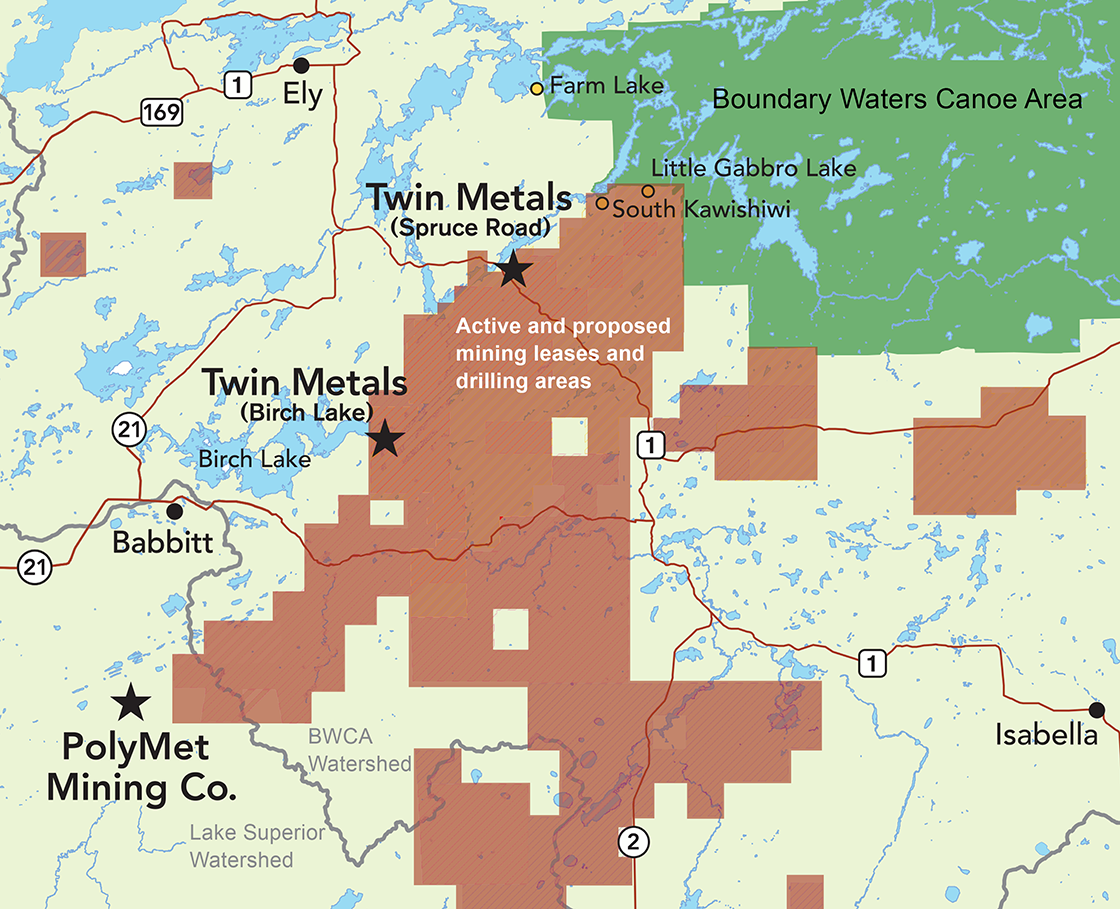 1
Ely
169
Farm Lake
Boundary Waters Canoe Area
Little Gabbro Lake
South Kawishiwi
Twin Metals
(Spruce Road)
Active and proposed
mining leases and
drilling areas
Twin Metals
(Birch Lake)
21
Birch Lake
1
Babbitt
21
1
Isabella
PolyMet
Mining Co.
BWCA
Watershed
Lake Superior
Watershed
2